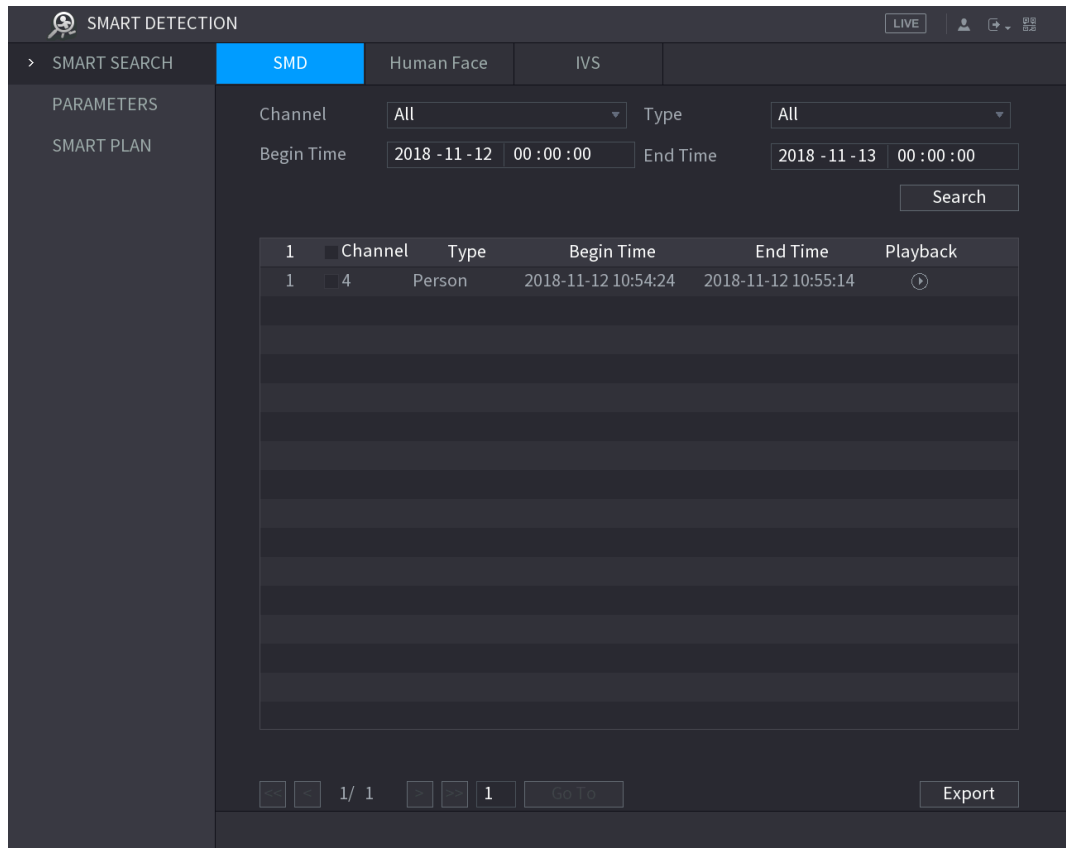 SMART DETECTION LIVE
> SMART SEARCH SMD Human Face IVS
PARAMETERS
SMART PLAN
Channel All Type All
Begin Time 2018 -11 -12 00 :00 :00 End Time 2018 -11 -13 00 :00 :00
Search
1 Channel Type Begin Time End Time Playback
1 4 Person 2018-11-12 10:54:24 2018-11-12 10:55:14
<< < 1/ 1 > >> 1 Go To Export